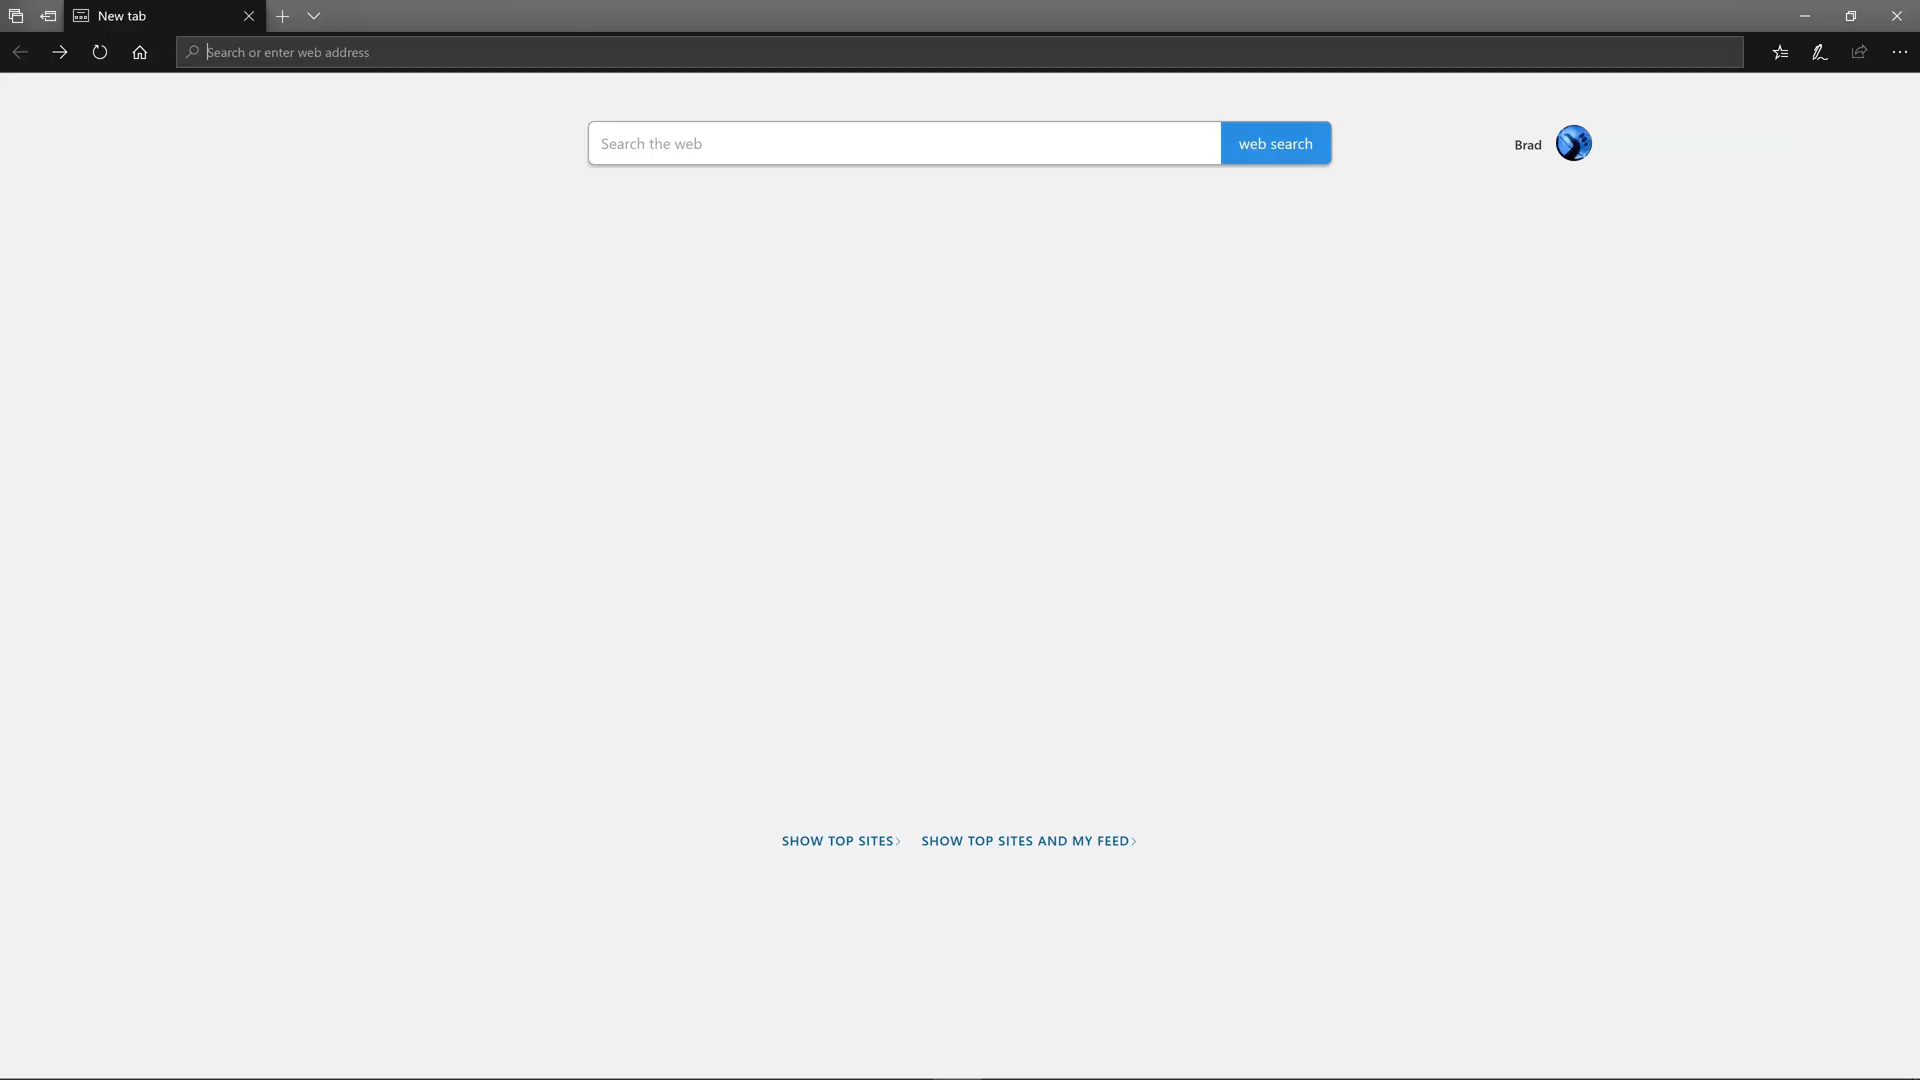 New tab
Search or enter web address
Search the web
web search
Brad
SHOW TOP SITES
SHOW TOP SITES AND MY FEED